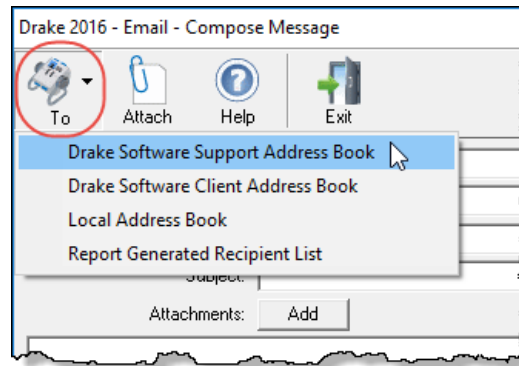 Drake 2016 - Email - Compose Message
To Attach Help Exit
Drake Software Support Address Book
Drake Software Client Address Book
Local Address Book
Report Generated Recipient List
Subject:
Attachments: Add